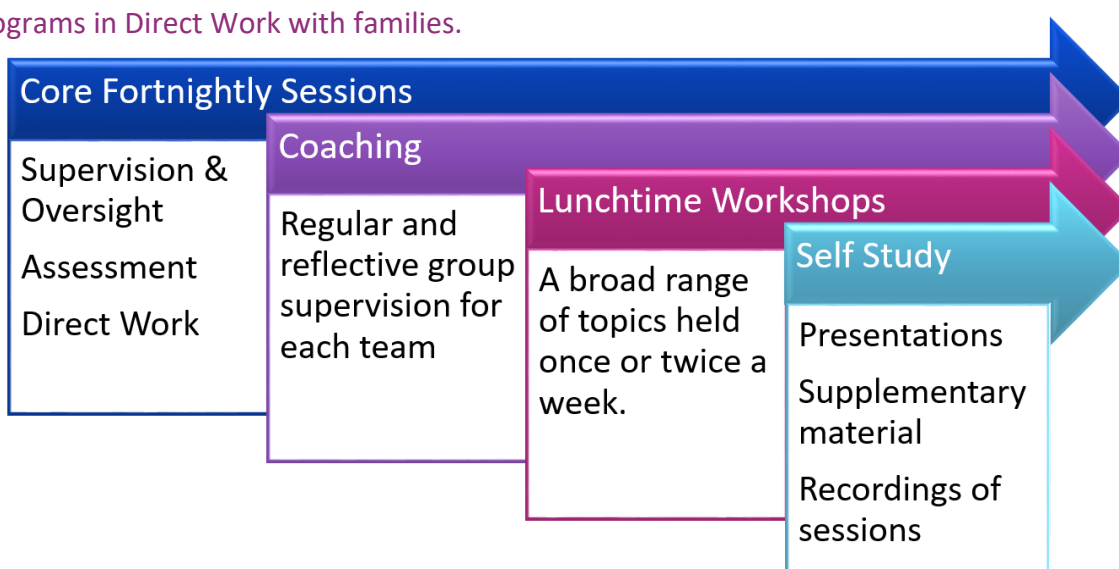 ograms in Direct Work with families.
Core Fortnightly Sessions
Supervision &
Oversight
Assessment
Direct Work
Coaching
Regular and
reflective group
supervision for
each team
Lunchtime Workshops
A broad range
of topics held
once or twice a
week.
Self Study
Presentations
Supplementary
material
Recordings of
sessions